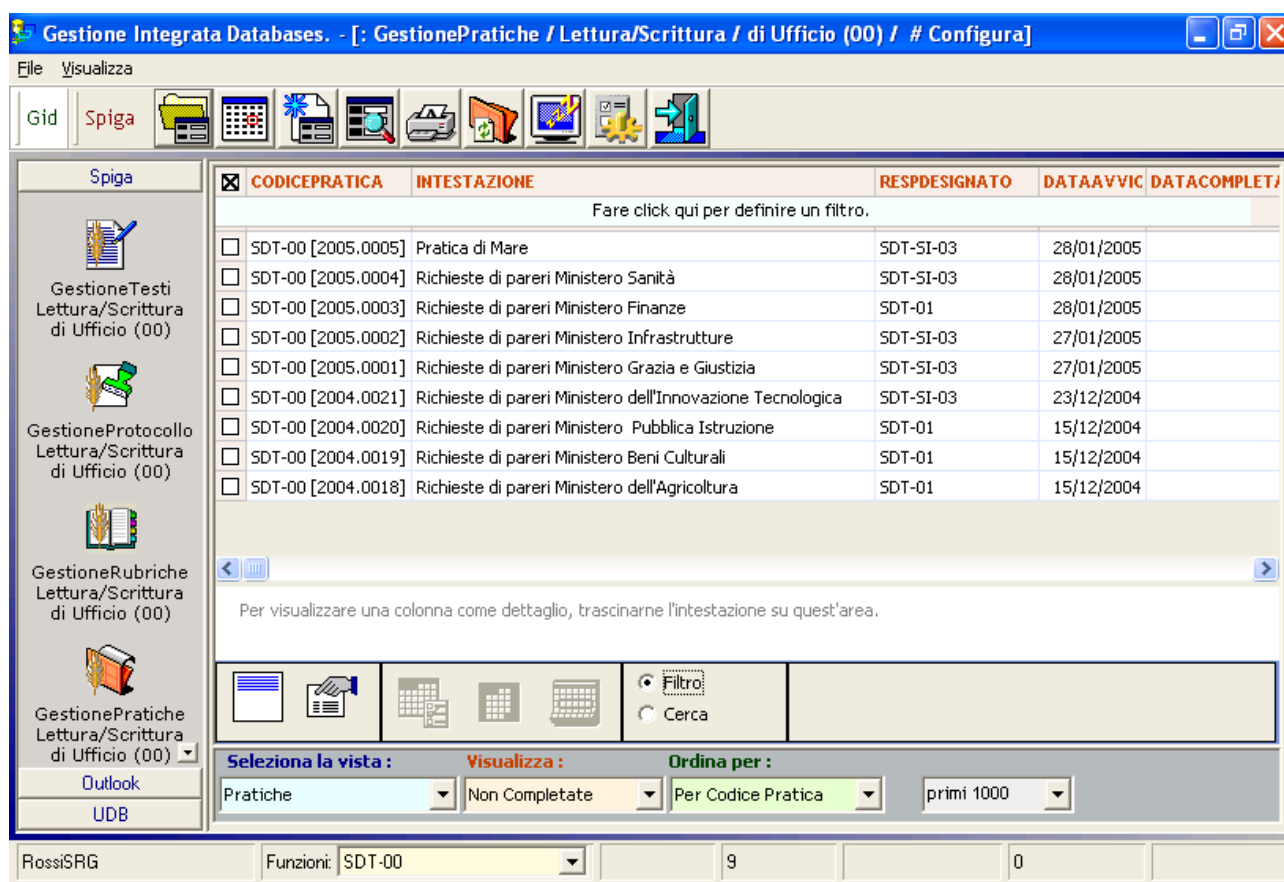 Gestione Integrata Databases. - [: GestionePratiche / Lettura/Scrittura / di Ufficio (00) / # Configura]
File Visualizza
Gid Spiga
Spiga
GestioneTesti
Lettura/Scrittura
di Ufficio (00)
GestioneProtocollo
Lettura/Scrittura
di Ufficio (00)
GestioneRubriche
Lettura/Scrittura
di Ufficio (00)
GestionePratiche
Lettura/Scrittura
di Ufficio (00)
Outlook
UDB
CODICEPRATICA INTESTAZIONE RESPDESIGNATO DATAAVVIC DATACOMPLETA
Fare click qui per definire un filtro.
SDT-00 [2005.0005] Pratica di Mare SDT-SI-03 28/01/2005
SDT-00 [2005.0004] Richieste di pareri Ministero Sanità SDT-SI-03 28/01/2005
SDT-00 [2005.0003] Richieste di pareri Ministero Finanze SDT-01 28/01/2005
SDT-00 [2005.0002] Richieste di pareri Ministero Infrastrutture SDT-SI-03 27/01/2005
SDT-00 [2005.0001] Richieste di pareri Ministero Grazia e Giustizia SDT-SI-03 27/01/2005
SDT-00 [2004.0021] Richieste di pareri Ministero dell'Innovazione Tecnologica SDT-SI-03 23/12/2004
SDT-00 [2004.0020] Richieste di pareri Ministero Pubblica Istruzione SDT-01 15/12/2004
SDT-00 [2004.0019] Richieste di pareri Ministero Beni Culturali SDT-01 15/12/2004
SDT-00 [2004.0018] Richieste di pareri Ministero dell'Agricoltura SDT-01 15/12/2004
Per visualizzare una colonna come dettaglio, trascinarne l'intestazione su quest'area.
Filtro
Cerca
Seleziona la vista : Visualizza : Ordina per :
Pratiche Non Completate Per Codice Pratica primi 1000
RossiSRG Funzioni: SDT-00 9 0